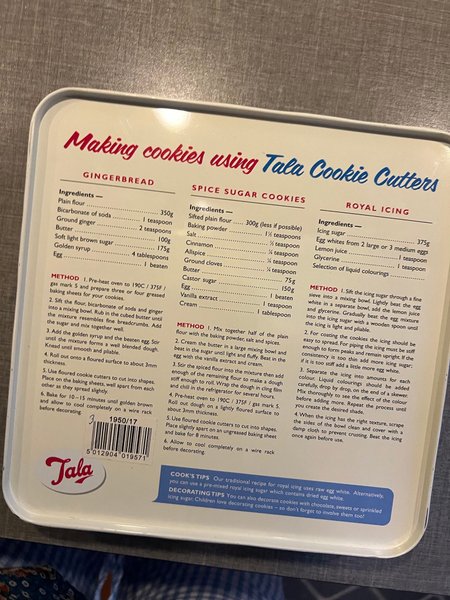 Making cookies using Tala Cookie Cutters
GINGERBREAD
Ingredients —
Plain flour 350g
Bicarbonate of soda 1 teaspoon
Ground ginger 2 teaspoons
Butter 100g
Soft light brown sugar 175g
Golden syrup 4 tablespoons
Egg 1 beaten
METHOD 1. Pre-heat oven to 190C / 375F /
gas mark 5 and prepare three or four greased
baking sheets for your cookies.
2. Sift the flour, bicarbonate of soda and ginger
into a mixing bowl. Rub in the cubed butter until
the mixture resembles fine breadcrumbs. Add
the sugar and mix together well.
3. Add the golden syrup and the beaten egg. Stir
until the mixture forms a well blended dough.
Knead until smooth and pliable.
4. Roll out onto a floured surface to about 3mm
thickness.
5. Use floured cookie cutters to cut into shapes.
Place on the baking sheets, well apart from each
other as they spread slightly.
6. Bake for 10–15 minutes until golden brown
and allow to cool completely on a wire rack
before decorating.
1950/17
5 012904 019571
Tala
SPICE SUGAR COOKIES
Ingredients —
Sifted plain flour 300g (less if possible)
Baking powder 1½ teaspoons
Salt teaspoon
Cinnamon teaspoon
Allspice teaspoon
Ground cloves teaspoon
Butter 75g
Castor sugar 150g
Egg 1 beaten
Vanilla extract 1 teaspoon
Cream 1 tablespoon
METHOD 1. Mix together half of the plain
flour with the baking powder, salt and spices.
2. Cream the butter in a large mixing bowl and
beat in the sugar until light and fluffy. Beat in the
egg with the vanilla extract and cream.
3. Stir the spiced flour into the mixture then add
enough of the remaining flour to make a dough
soft enough to roll out. Wrap the dough in cling film
and chill in the refrigerator for several hours.
4. Pre-heat oven to 190C / 375F / gas mark 5.
Roll out dough on a lightly floured surface to
about 3mm thickness.
5. Use floured cookie cutters to cut into shapes.
Place slightly apart on an ungreased baking sheet
and bake for 8 minutes.
6. Allow to cool completely on a wire rack
before decorating.
ROYAL ICING
Ingredients —
Icing sugar 375g
Egg whites from 2 large or 3 medium eggs
Lemon juice 1 teaspoon
Glycerine 1 teaspoon
Selection of liquid colourings
METHOD 1. Sift the icing sugar through a fine
sieve into a mixing bowl. Lightly beat the egg
whites in a separate bowl, add the lemon juice
and glycerine. Gradually beat the egg mixture
into the icing sugar with a wooden spoon until
the icing is light and pliable.
2. For coating the cookies the icing should be
easy to spread. For piping the icing must be stiff
enough to form peaks and remain upright. If the
consistency is too thin add more icing sugar;
if it is too stiff add a little more egg white.
3. Separate the icing into amounts for each
colour. Liquid colourings should be added
carefully, drop by drop, on the end of a skewer.
Mix thoroughly to see the effect of the colour
before adding more. Repeat the process until
you create the desired shade.
4. When the icing has the right texture, scrape
the sides of the bowl clean and cover with a
damp cloth to prevent crusting. Beat the icing
once again before use.
COOK'S TIPS Our traditional recipe for royal icing uses raw egg white. Alternatively,
you can use a pre-mixed royal icing sugar which contains dried egg white.
DECORATING TIPS You can also decorate cookies with chocolate, sweets or sprinkled
icing sugar. Children love decorating cookies – so don't forget to involve them too!